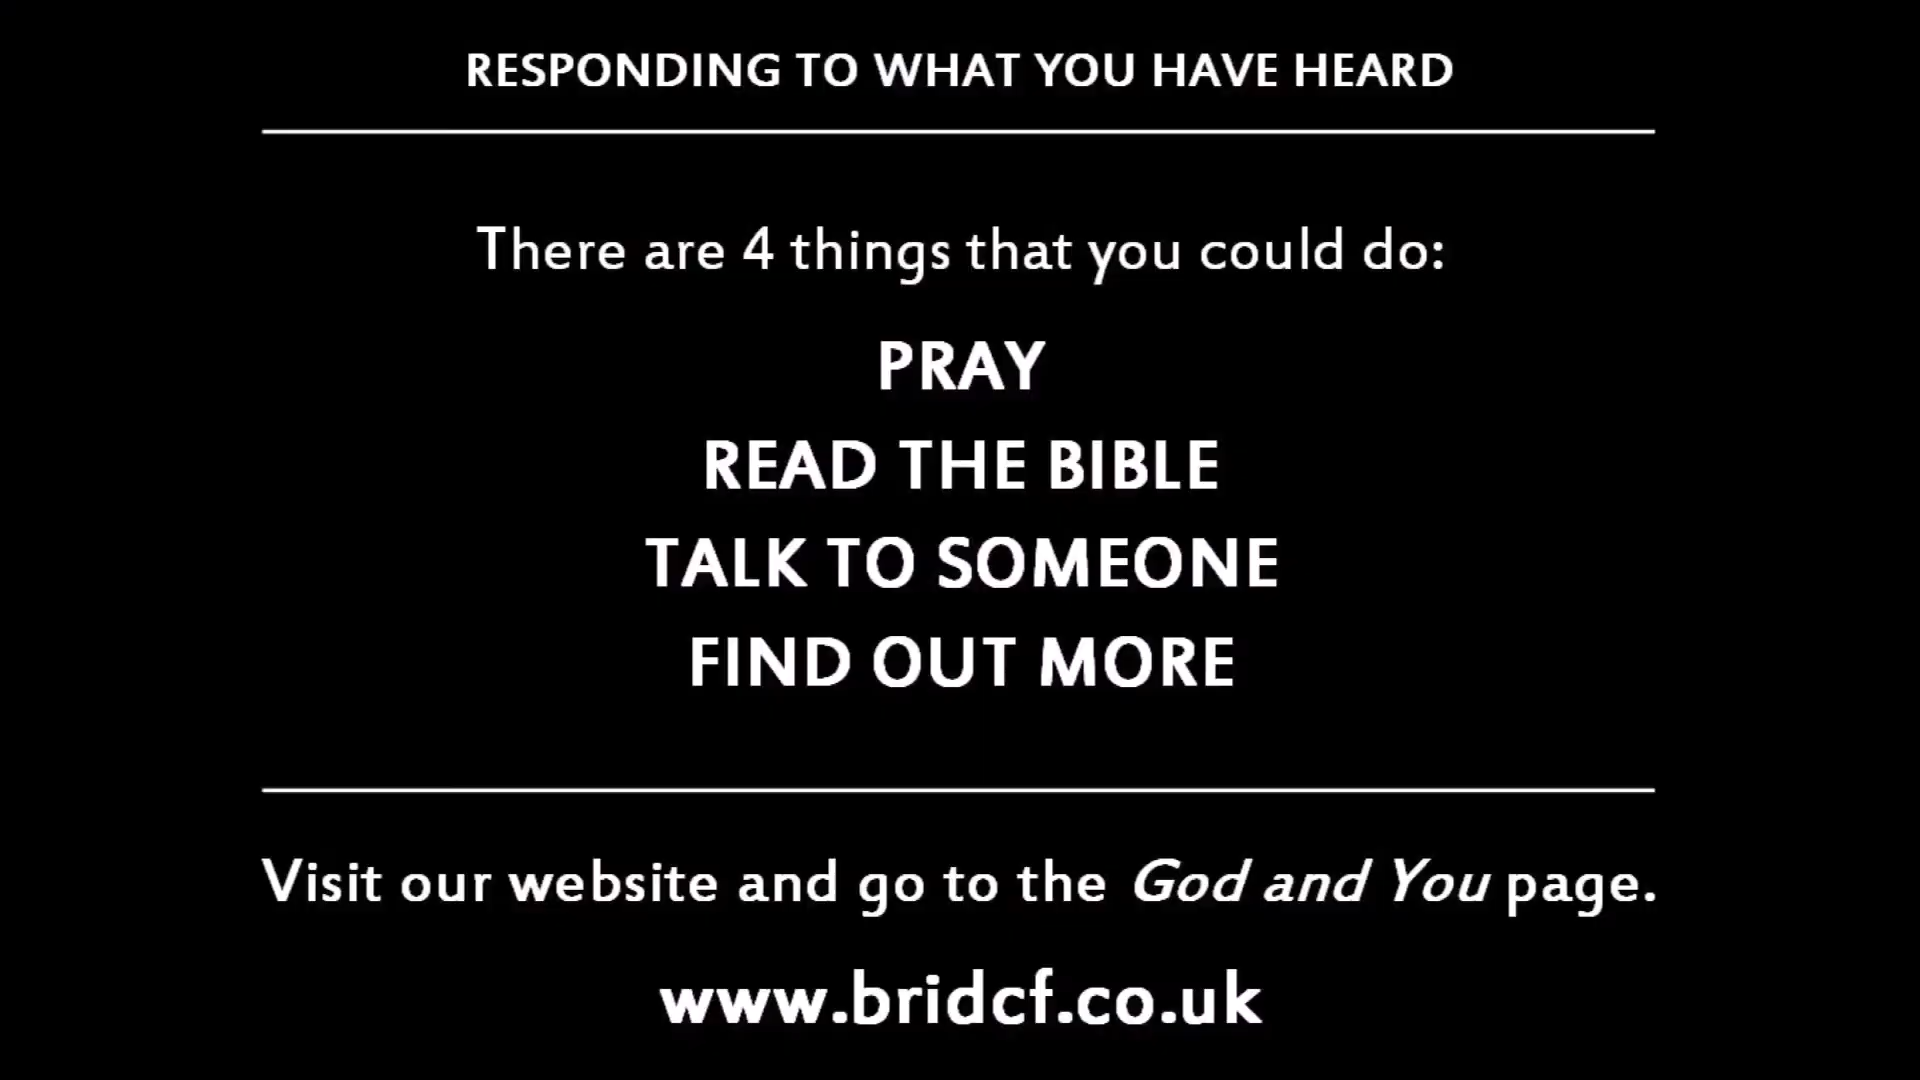 RESPONDING TO WHAT YOU HAVE HEARD
There are 4 things that you could do:
PRAY
READ THE BIBLE
TALK TO SOMEONE
FIND OUT MORE
Visit our website and go to the God and You page.
www.bridcf.co.uk